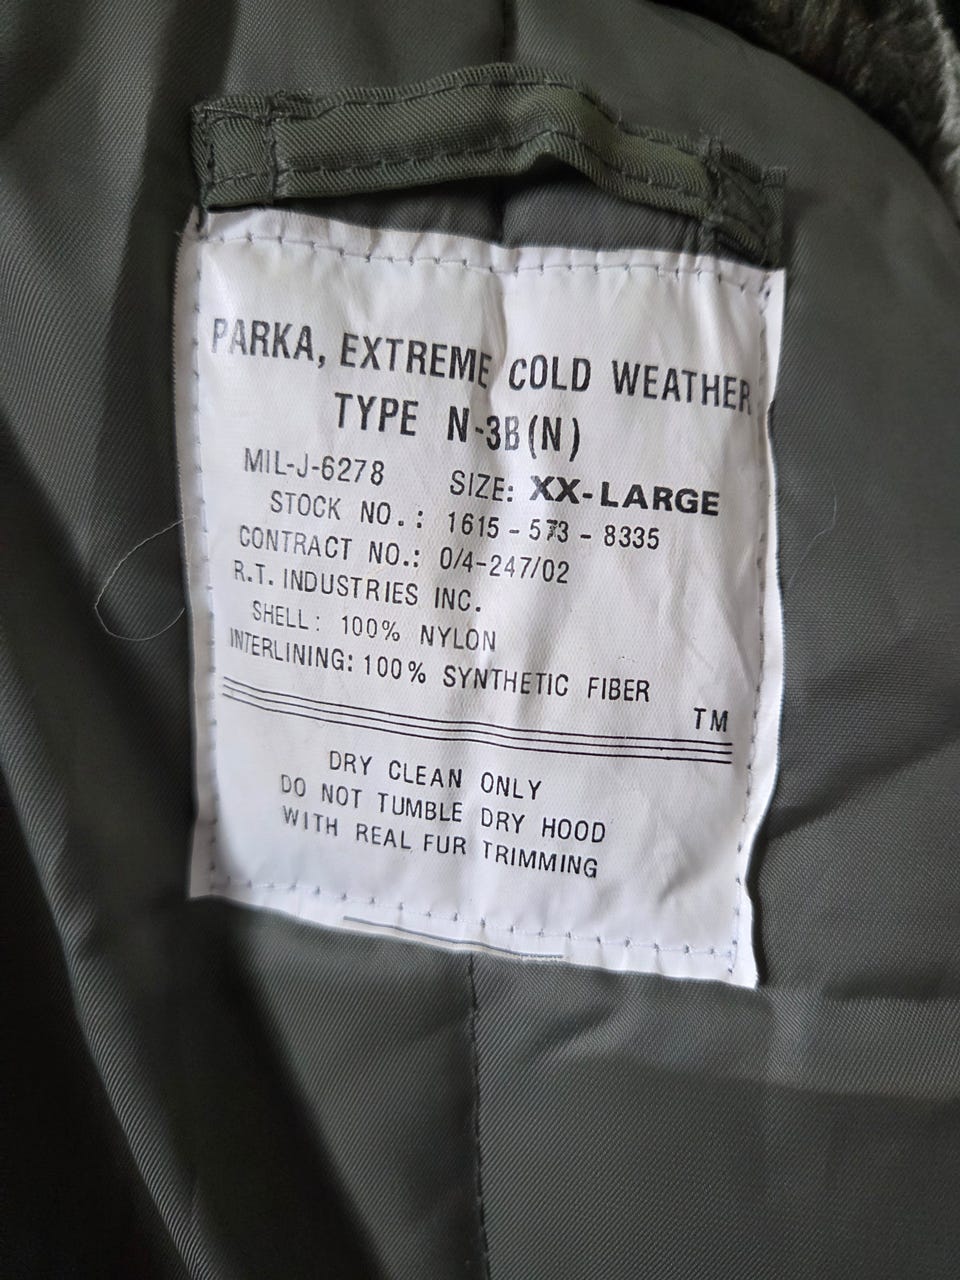 PARKA, EXTREME COLD WEATHER
TYPE N-3B(N)
MIL-J-6278 SIZE: XX-LARGE
STOCK NO.: 1615-573-8335
CONTRACT NO.: 0/4-247/02
R.T. INDUSTRIES INC.
SHELL: 100% NYLON
INTERLINING: 100% SYNTHETIC FIBER
TM
DRY CLEAN ONLY
DO NOT TUMBLE DRY HOOD
WITH REAL FUR TRIMMING